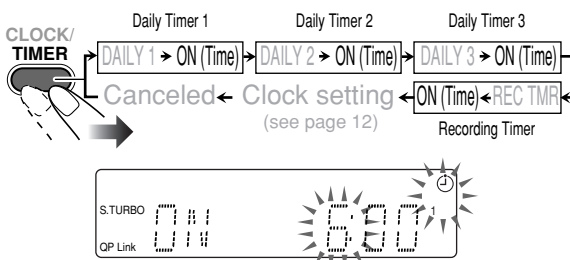 Daily Timer 1 Daily Timer 2 Daily Timer 3
CLOCK/
TIMER
DAILY 1 ON (Time) DAILY 2 ON (Time) DAILY 3 ON (Time)
Canceled Clock setting ON (Time) REC TMR
(see page 12)
Recording Timer
S.TURBO
ON 6:00 1
QP Link